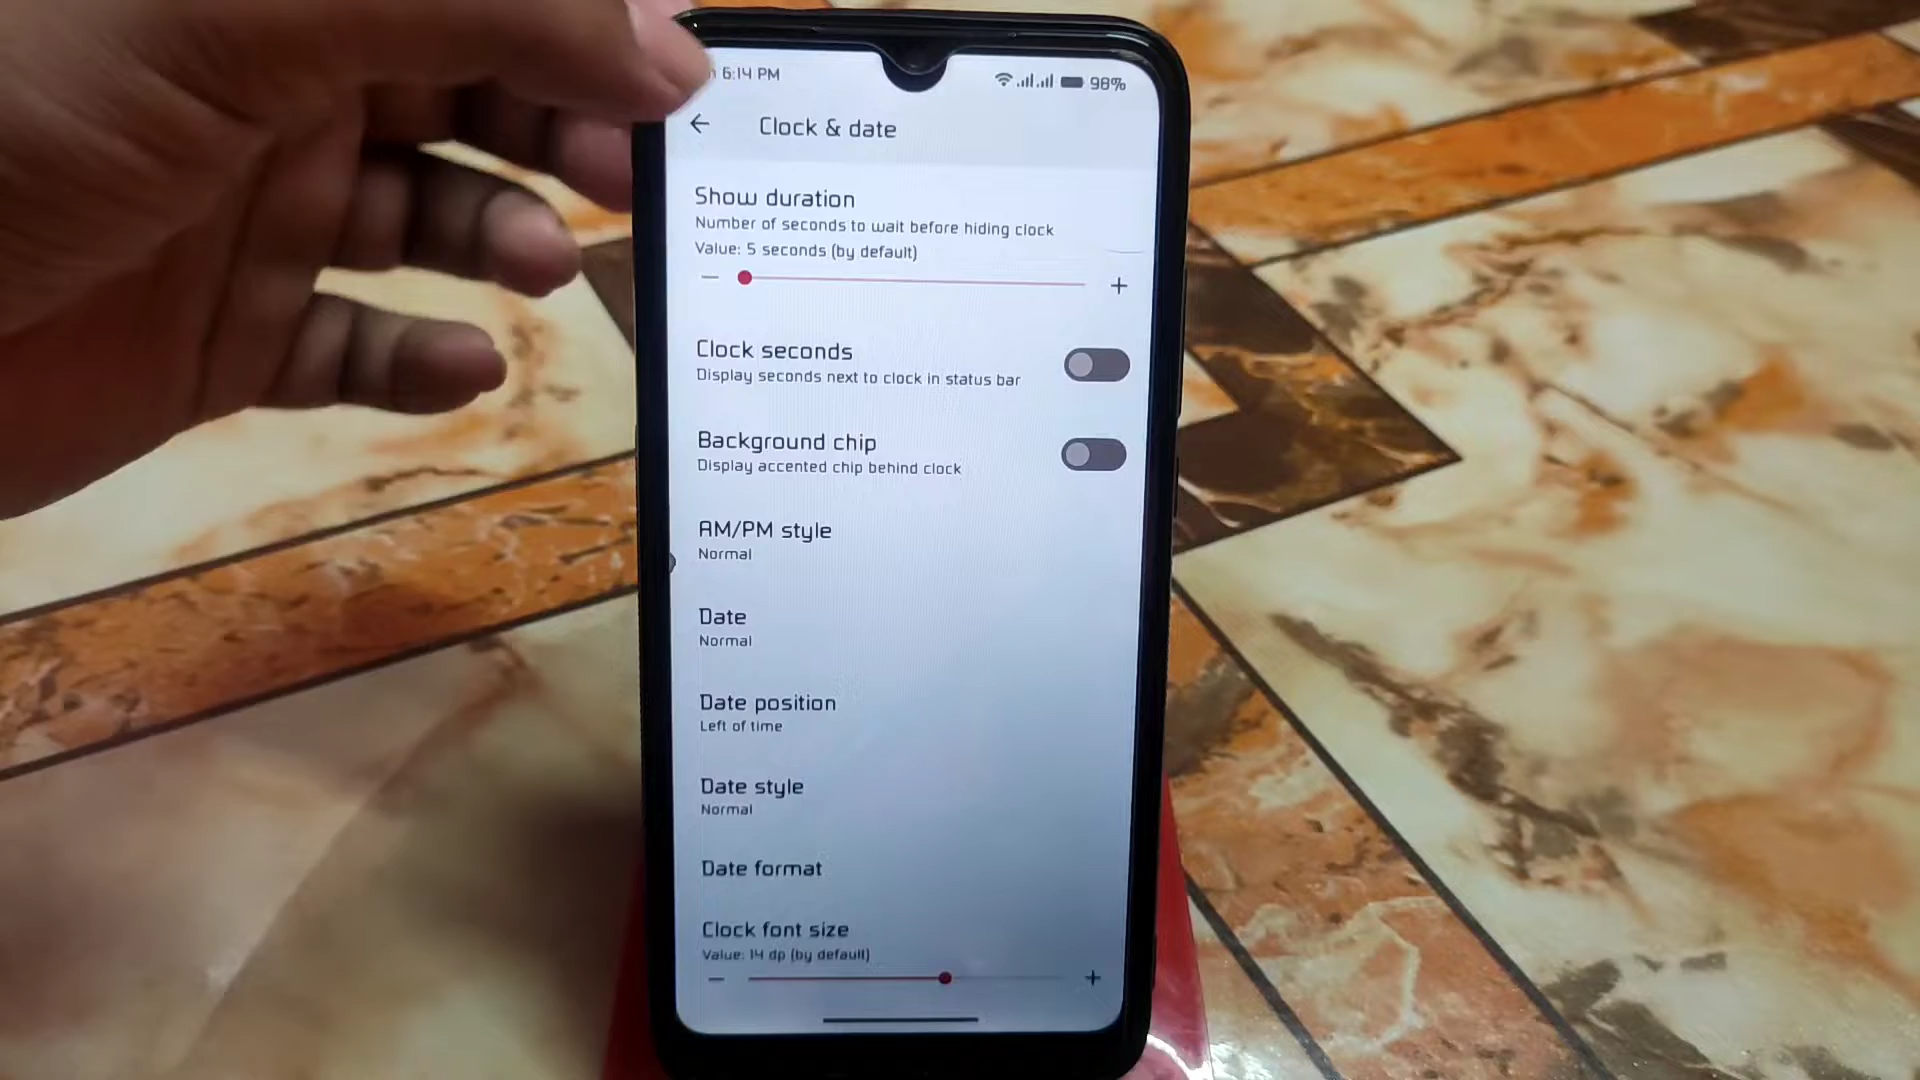 6:14 PM
98%
Clock & date
Show duration
Number of seconds to wait before hiding clock
Value: 5 seconds (by default)
Clock seconds
Display seconds next to clock in status bar
Background chip
Display accented chip behind clock
AM/PM style
Normal
Date
Normal
Date position
Left of time
Date style
Normal
Date format
Clock font size
Value: 14 dp (by default)